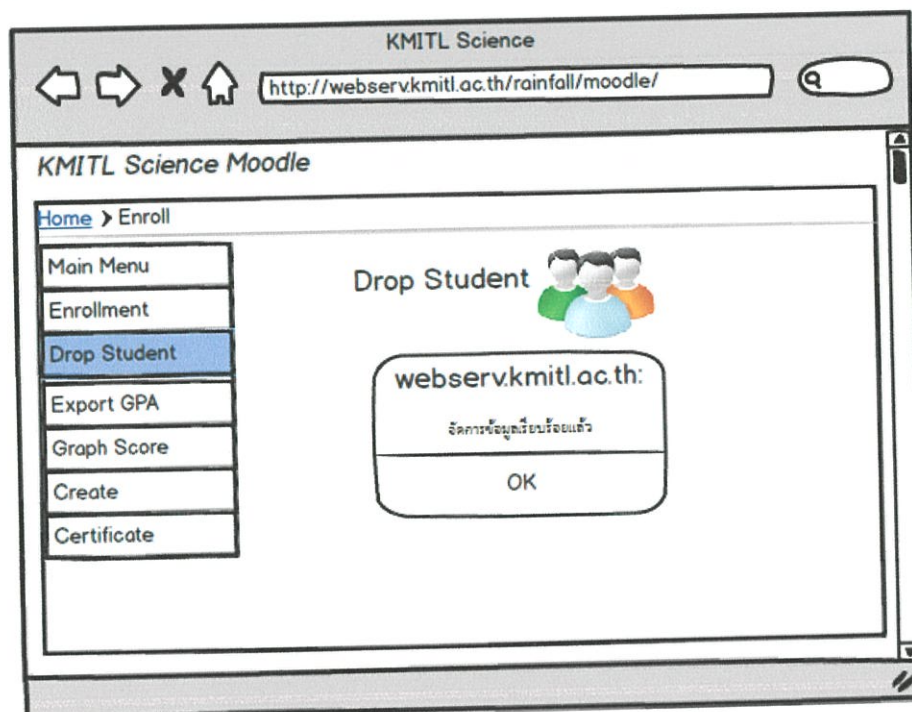 KMITL Science
http://webserv.kmitl.ac.th/rainfall/moodle/
KMITL Science Moodle
Home > Enroll
Main Menu
Enrollment
Drop Student
Export GPA
Graph Score
Create
Certificate
Drop Student
webserv.kmitl.ac.th:
จัดการข้อมูลเรียบร้อยแล้ว
OK